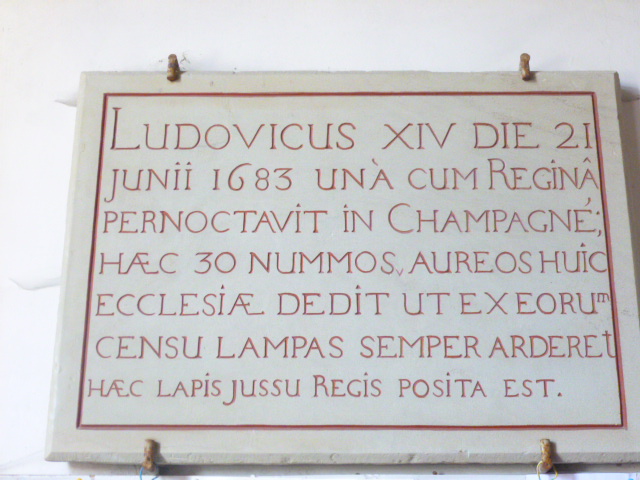 LUDOVICUS XIV DIE 21
JUNII 1683 UNÀ CUM REGINÂ
PERNOCTAVIT IN CHAMPAGNÉ;
HÆC 30 NUMMOS, AUREOS HUIC
ECCLESIÆ DEDIT UT EX EORUᵐ
CENSU LAMPAS SEMPER ARDERET
HÆC LAPIS JUSSU REGIS POSITA EST.